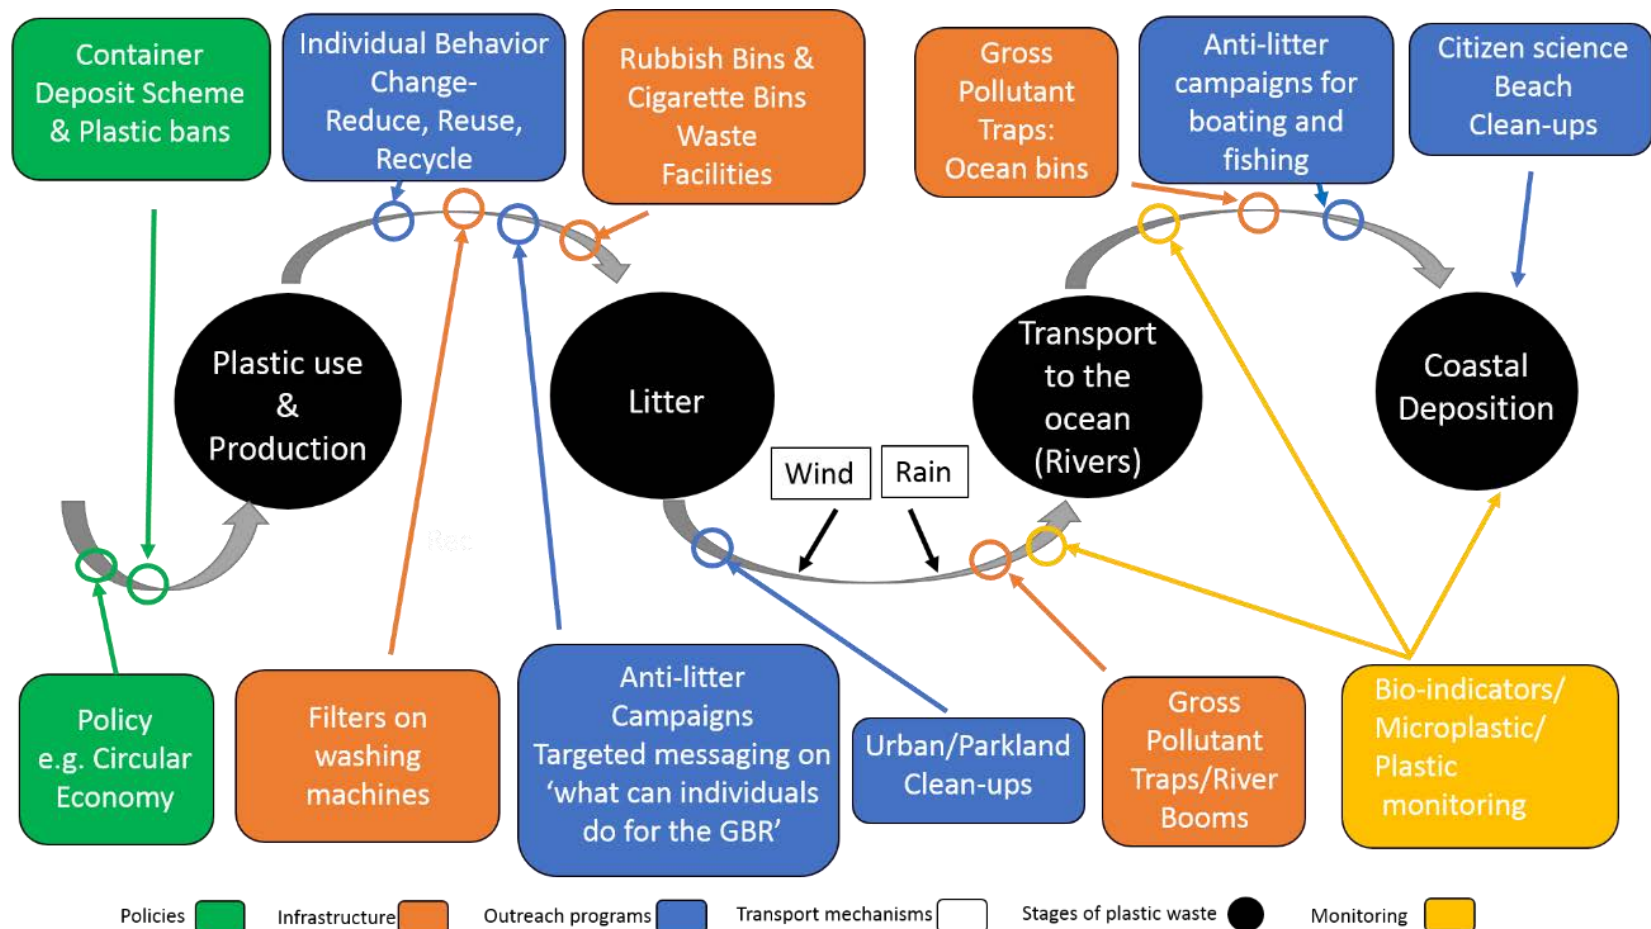 Container
Deposit Scheme
& Plastic bans
Individual Behavior
Change-
Reduce, Reuse,
Recycle
Rubbish Bins &
Cigarette Bins
Waste
Facilities
Gross
Pollutant
Traps:
Ocean bins
Anti-litter
campaigns for
boating and
fishing
Citizen science
Beach
Clean-ups
Plastic use
&
Production
Litter
Wind
Rain
Transport
to the
ocean
(Rivers)
Coastal
Deposition
Policy
e.g. Circular
Economy
Filters on
washing
machines
Anti-litter
Campaigns
Targeted messaging on
‘what can individuals
do for the GBR’
Urban/Parkland
Clean-ups
Gross
Pollutant
Traps/River
Booms
Bio-indicators/
Microplastic/
Plastic
monitoring
Policies
Infrastructure
Outreach programs
Transport mechanisms
Stages of plastic waste
Monitoring